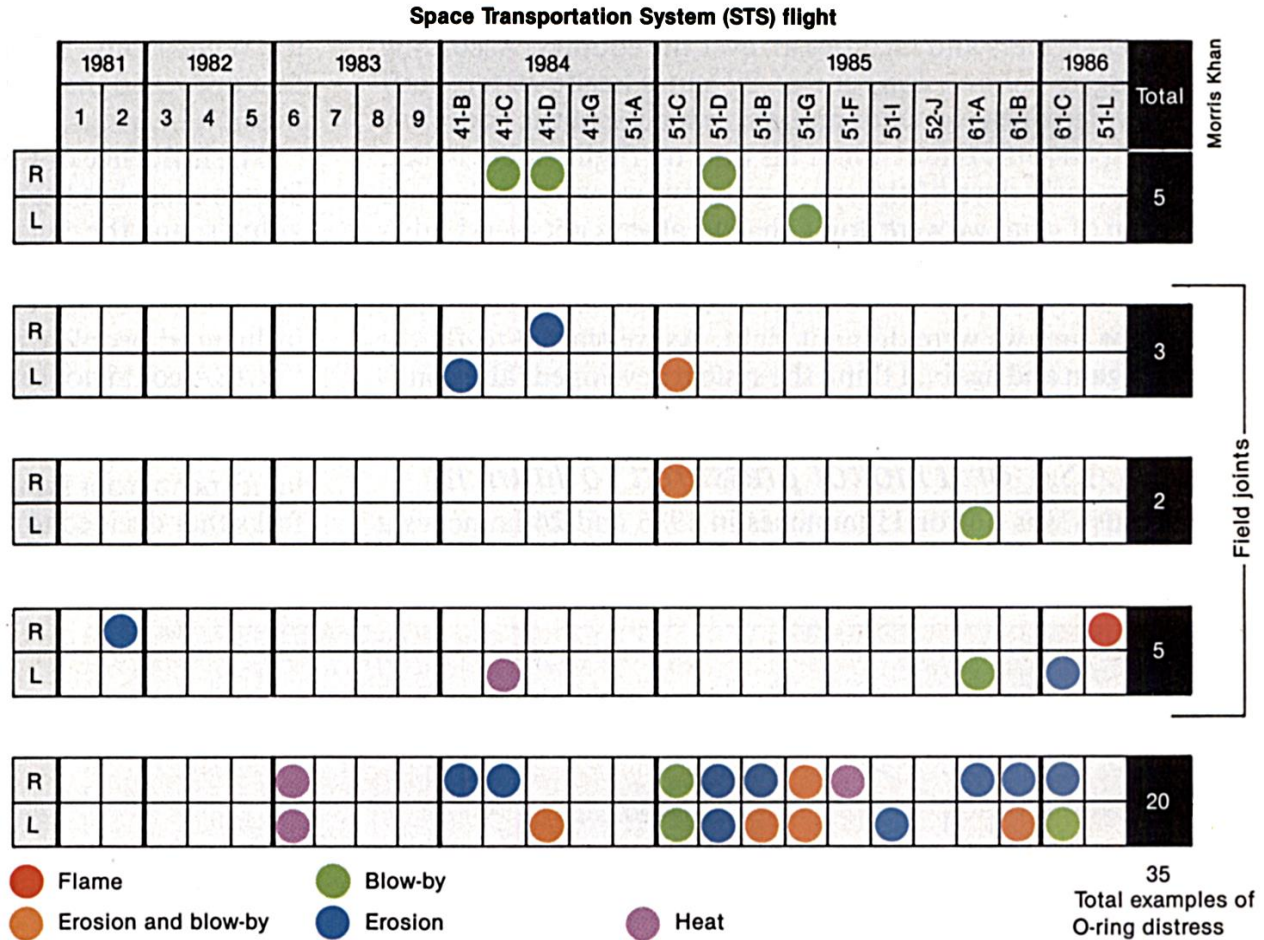 Space Transportation System (STS) flight
1981 1982 1983 1984 1985 1986 Total
1 2 3 4 5 6 7 8 9 41-B 41-C 41-D 41-G 51-A 51-C 51-D 51-B 51-G 51-F 51-I 52-J 61-A 61-B 61-C 51-L
Morris Khan
R
L
5
R
L
3
R
L
2
R
L
5
Field joints
R
L
20
Flame Blow-by
Erosion and blow-by Erosion Heat
35
Total examples of
O-ring distress